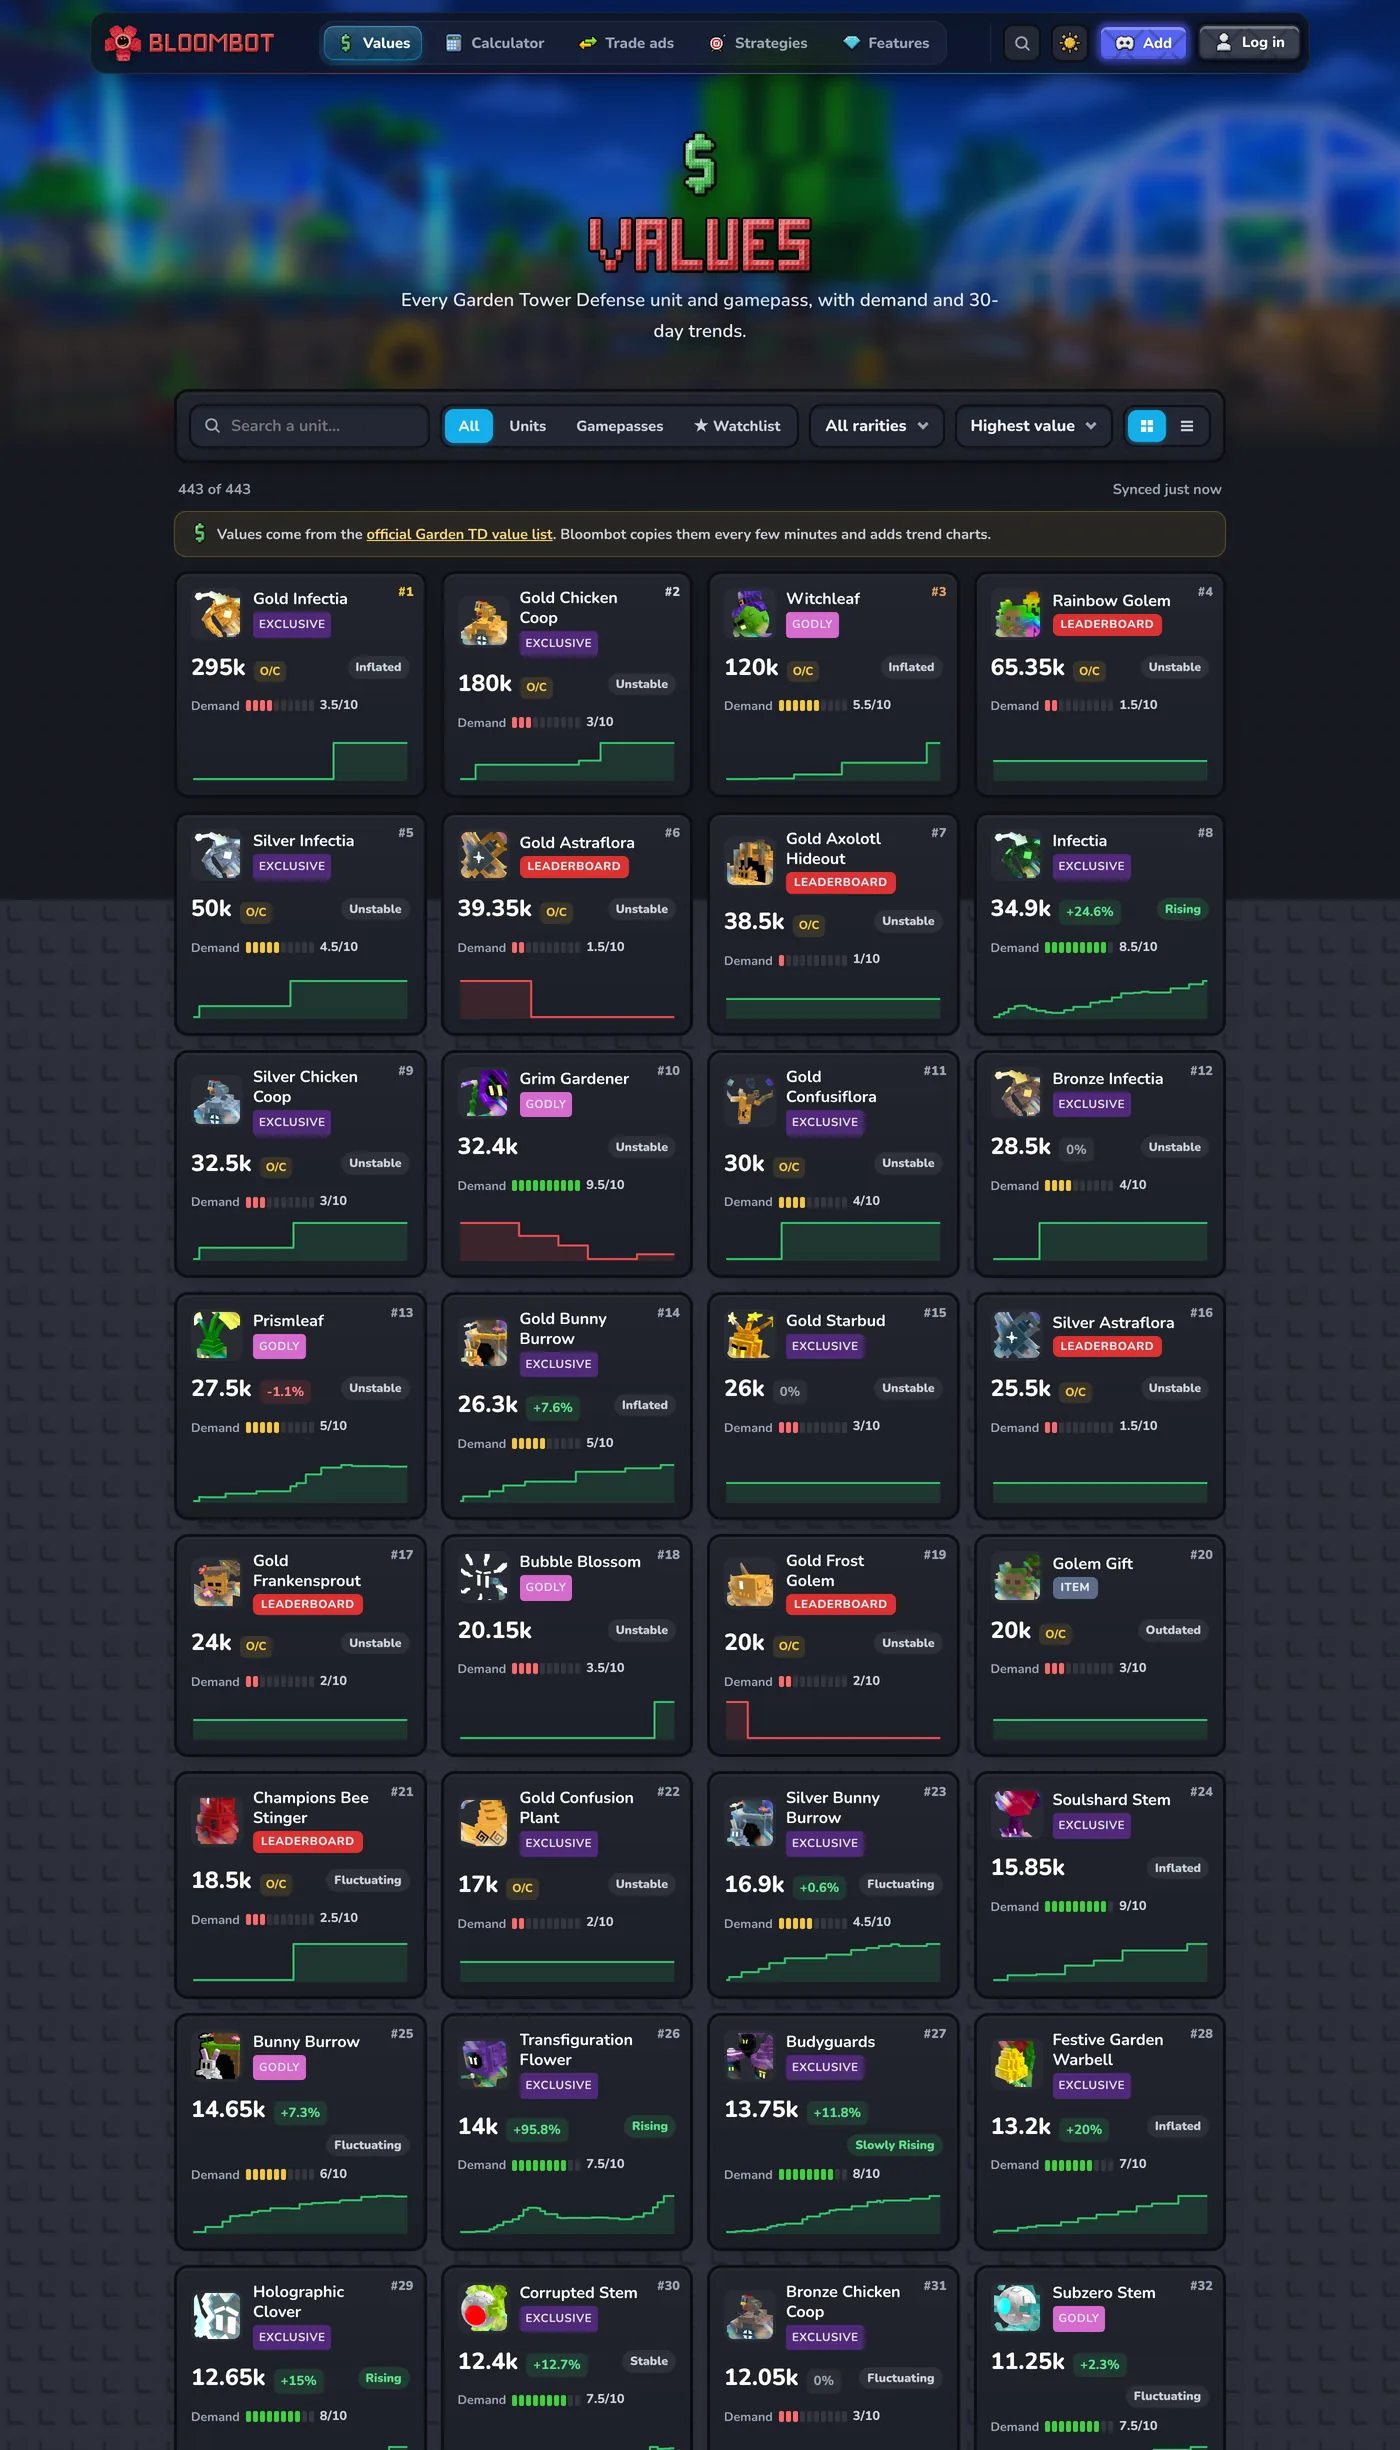 BLOOMBOT
Values
Calculator
Trade ads
Strategies
Features
Add
Log in
VALUES
Every Garden Tower Defense unit and gamepass, with demand and 30-
day trends.
Search a unit...
All
Units
Gamepasses
★ Watchlist
All rarities
Highest value
443 of 443
Synced just now
Values come from the official Garden TD value list. Bloombot copies them every few minutes and adds trend charts.
Gold Infectia
#1
EXCLUSIVE
295k O/C Inflated
Demand 3.5/10
Gold Chicken
Coop
#2
EXCLUSIVE
180k O/C Unstable
Demand 3/10
Witchleaf
#3
GODLY
120k O/C Inflated
Demand 5.5/10
Rainbow Golem
#4
LEADERBOARD
65.35k O/C Unstable
Demand 1.5/10
Silver Infectia
#5
EXCLUSIVE
50k O/C Unstable
Demand 4.5/10
Gold Astraflora
#6
LEADERBOARD
39.35k O/C Unstable
Demand 1.5/10
Gold Axolotl
Hideout
#7
LEADERBOARD
38.5k O/C Unstable
Demand 1/10
Infectia
#8
EXCLUSIVE
34.9k +24.6% Rising
Demand 8.5/10
Silver Chicken
Coop
#9
EXCLUSIVE
32.5k O/C Unstable
Demand 3/10
Grim Gardener
#10
GODLY
32.4k Unstable
Demand 9.5/10
Gold
Confusiflora
#11
EXCLUSIVE
30k O/C Unstable
Demand 4/10
Bronze Infectia
#12
EXCLUSIVE
28.5k 0% Unstable
Demand 4/10
Prismleaf
#13
GODLY
27.5k -1.1% Unstable
Demand 5/10
Gold Bunny
Burrow
#14
EXCLUSIVE
26.3k +7.6% Inflated
Demand 5/10
Gold Starbud
#15
EXCLUSIVE
26k 0% Unstable
Demand 3/10
Silver Astraflora
#16
LEADERBOARD
25.5k O/C Unstable
Demand 1.5/10
Gold
Frankensprout
#17
LEADERBOARD
24k O/C Unstable
Demand 2/10
Bubble Blossom
#18
GODLY
20.15k Unstable
Demand 3.5/10
Gold Frost
Golem
#19
LEADERBOARD
20k O/C Unstable
Demand 2/10
Golem Gift
#20
ITEM
20k O/C Outdated
Demand 3/10
Champions Bee
Stinger
#21
LEADERBOARD
18.5k O/C Fluctuating
Demand 2.5/10
Gold Confusion
Plant
#22
EXCLUSIVE
17k O/C Unstable
Demand 2/10
Silver Bunny
Burrow
#23
EXCLUSIVE
16.9k +0.6% Fluctuating
Demand 4.5/10
Soulshard Stem
#24
EXCLUSIVE
15.85k Inflated
Demand 9/10
Bunny Burrow
#25
GODLY
14.65k +7.3%
Fluctuating
Demand 6/10
Transfiguration
Flower
#26
EXCLUSIVE
14k +95.8% Rising
Demand 7.5/10
Budyguards
#27
EXCLUSIVE
13.75k +11.8%
Slowly Rising
Demand 8/10
Festive Garden
Warbell
#28
EXCLUSIVE
13.2k +20% Inflated
Demand 7/10
Holographic
Clover
#29
EXCLUSIVE
12.65k +15% Rising
Demand 8/10
Corrupted Stem
#30
EXCLUSIVE
12.4k +12.7% Stable
Demand 7.5/10
Bronze Chicken
Coop
#31
EXCLUSIVE
12.05k 0% Fluctuating
Demand 3/10
Subzero Stem
#32
GODLY
11.25k +2.3%
Fluctuating
Demand 7.5/10